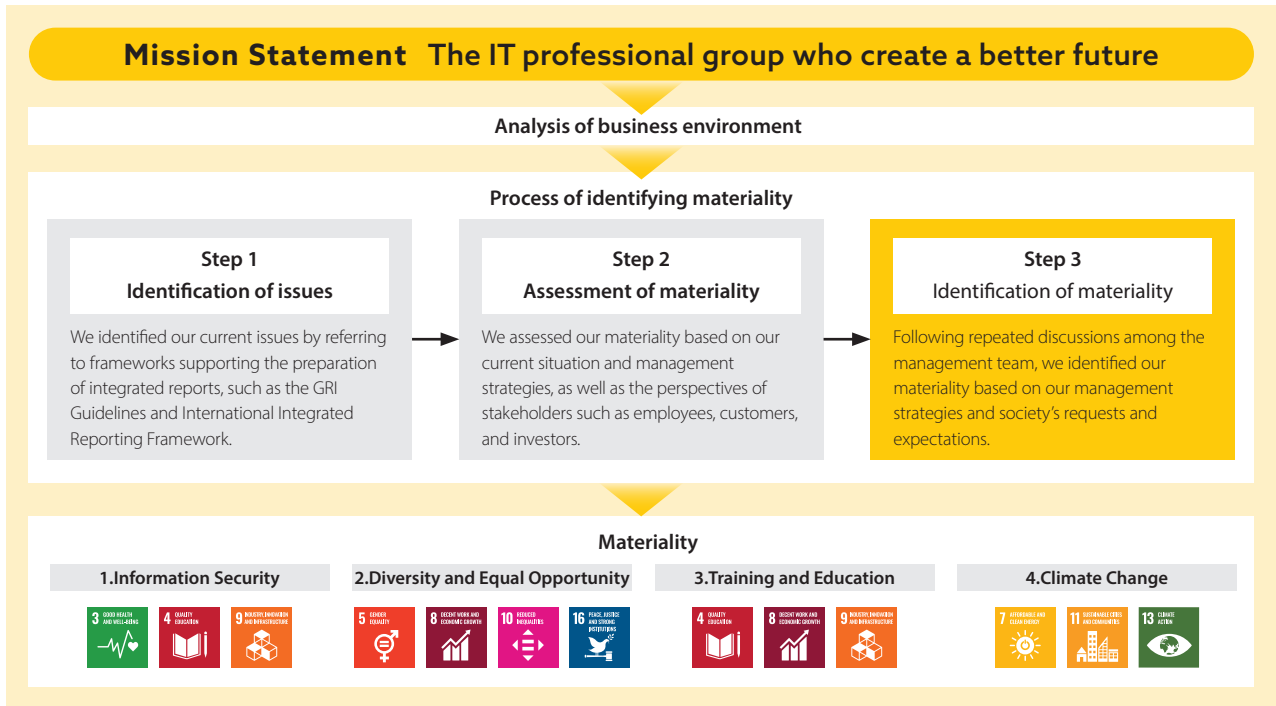 Mission Statement The IT professional group who create a better future
Analysis of business environment
Process of identifying materiality
Step 1
Identification of issues
We identified our current issues by referring
to frameworks supporting the preparation
of integrated reports, such as the GRI
Guidelines and International Integrated
Reporting Framework.
Step 2
Assessment of materiality
We assessed our materiality based on our
current situation and management
strategies, as well as the perspectives of
stakeholders such as employees, customers,
and investors.
Step 3
Identification of materiality
Following repeated discussions among the
management team, we identified our
materiality based on our management
strategies and society’s requests and
expectations.
Materiality
1.Information Security
3 GOOD HEALTH
AND WELL-BEING
4 QUALITY
EDUCATION
9 INDUSTRY, INNOVATION
AND INFRASTRUCTURE
2.Diversity and Equal Opportunity
5 GENDER
EQUALITY
8 DECENT WORK AND
ECONOMIC GROWTH
10 REDUCED
INEQUALITIES
16 PEACE, JUSTICE
AND STRONG
INSTITUTIONS
3.Training and Education
4 QUALITY
EDUCATION
8 DECENT WORK AND
ECONOMIC GROWTH
9 INDUSTRY, INNOVATION
AND INFRASTRUCTURE
4.Climate Change
7 AFFORDABLE AND
CLEAN ENERGY
11 SUSTAINABLE CITIES
AND COMMUNITIES
13 CLIMATE
ACTION